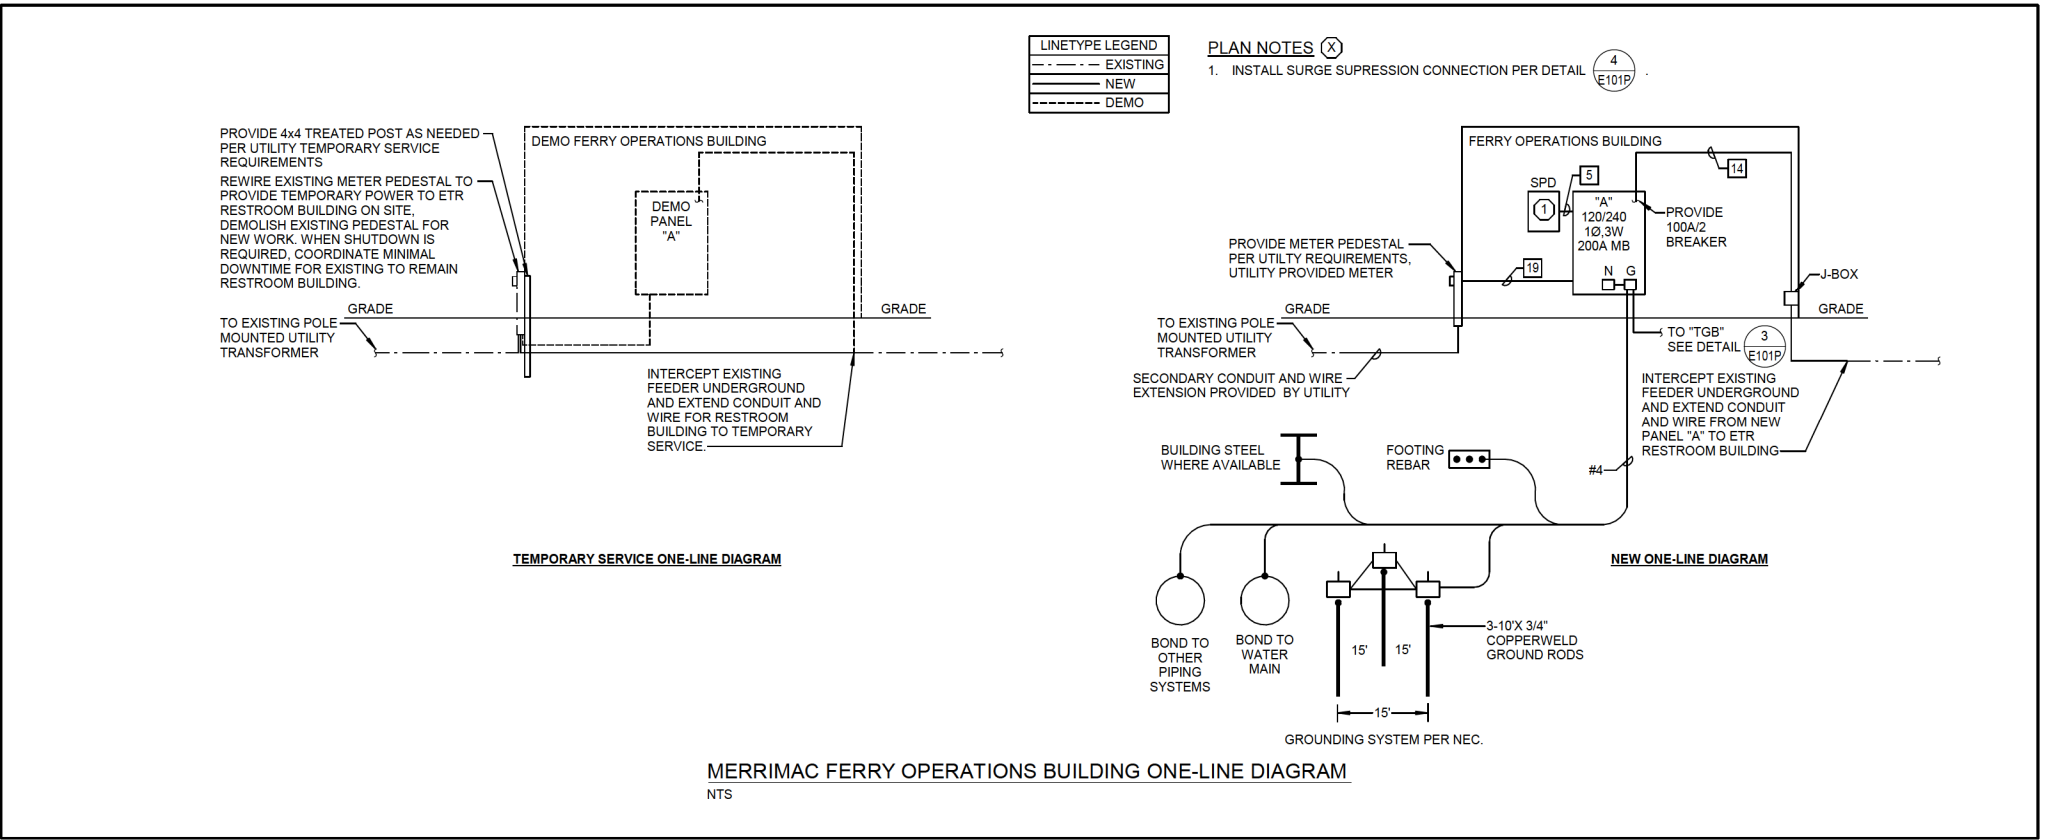 LINETYPE LEGEND
EXISTING
NEW
DEMO
PLAN NOTES X
1. INSTALL SURGE SUPRESSION CONNECTION PER DETAIL 4 E101P .
PROVIDE 4x4 TREATED POST AS NEEDED
PER UTILITY TEMPORARY SERVICE
REQUIREMENTS
REWIRE EXISTING METER PEDESTAL TO
PROVIDE TEMPORARY POWER TO ETR
RESTROOM BUILDING ON SITE,
DEMOLISH EXISTING PEDESTAL FOR
NEW WORK. WHEN SHUTDOWN IS
REQUIRED, COORDINATE MINIMAL
DOWNTIME FOR EXISTING TO REMAIN
RESTROOM BUILDING.
GRADE
TO EXISTING POLE
MOUNTED UTILITY
TRANSFORMER
DEMO FERRY OPERATIONS BUILDING
DEMO
PANEL
"A"
GRADE
INTERCEPT EXISTING
FEEDER UNDERGROUND
AND EXTEND CONDUIT AND
WIRE FOR RESTROOM
BUILDING TO TEMPORARY
SERVICE.
TEMPORARY SERVICE ONE-LINE DIAGRAM
FERRY OPERATIONS BUILDING
14
5
SPD
1
"A"
120/240
1Ø,3W
200A MB
N G
PROVIDE
100A/2
BREAKER
PROVIDE METER PEDESTAL
PER UTILTY REQUIREMENTS,
UTILITY PROVIDED METER
19
J-BOX
GRADE
GRADE
TO EXISTING POLE
MOUNTED UTILITY
TRANSFORMER
TO "TGB"
SEE DETAIL
3
E101P
SECONDARY CONDUIT AND WIRE
EXTENSION PROVIDED BY UTILITY
INTERCEPT EXISTING
FEEDER UNDERGROUND
AND EXTEND CONDUIT
AND WIRE FROM NEW
PANEL "A" TO ETR
RESTROOM BUILDING
BUILDING STEEL
WHERE AVAILABLE
FOOTING
REBAR
#4
NEW ONE-LINE DIAGRAM
BOND TO
OTHER
PIPING
SYSTEMS
BOND TO
WATER
MAIN
15'
15'
15'
3-10'X 3/4"
COPPERWELD
GROUND RODS
GROUNDING SYSTEM PER NEC.
MERRIMAC FERRY OPERATIONS BUILDING ONE-LINE DIAGRAM
NTS